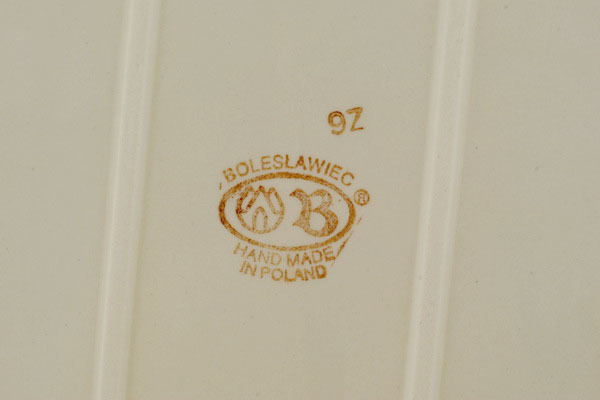 9Z
BOLESŁAWIEC
B ®
HAND MADE
IN POLAND